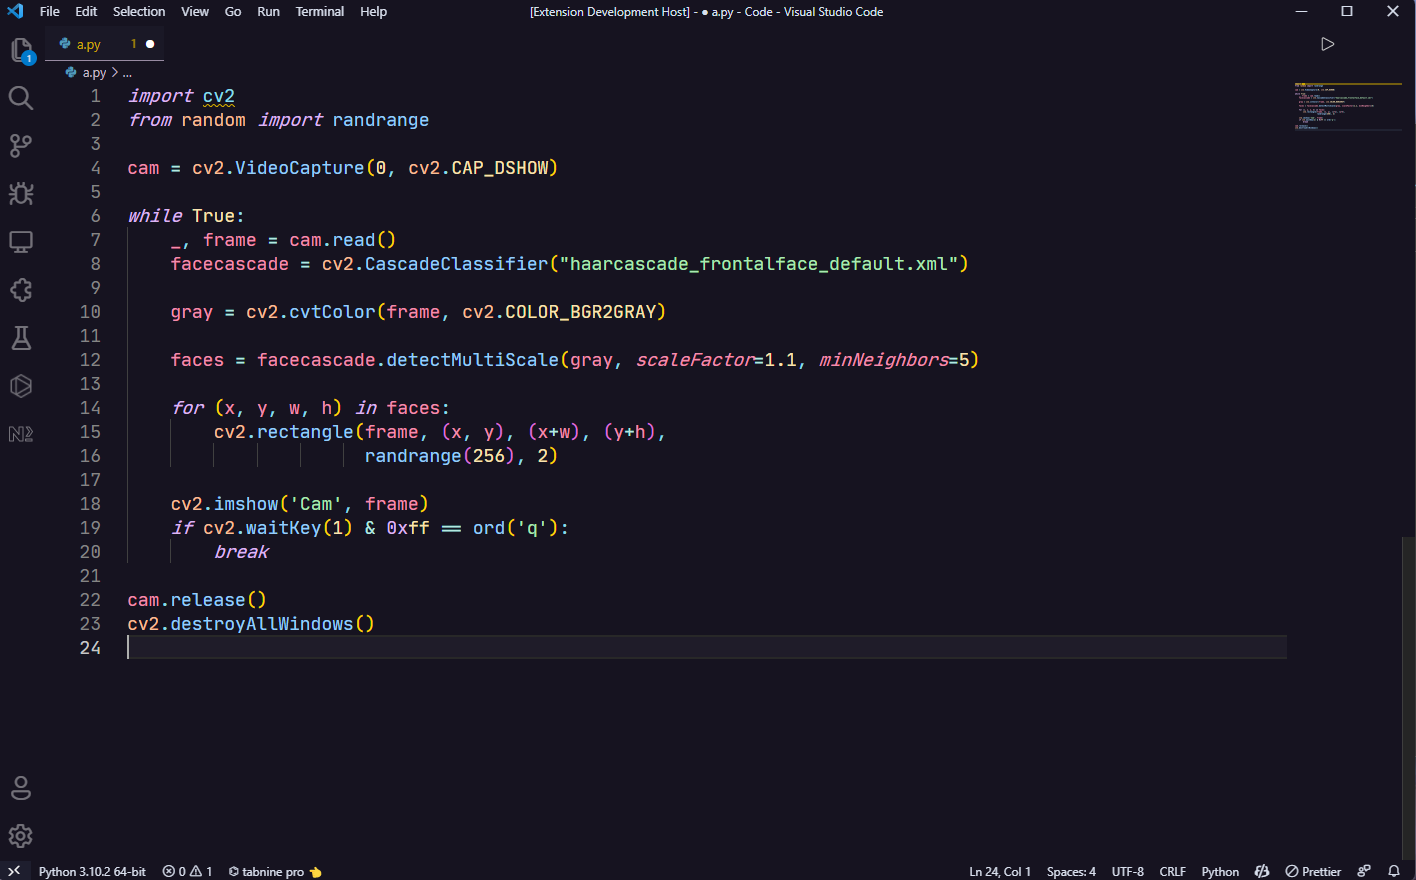 File Edit Selection View Go Run Terminal Help [Extension Development Host] - ● a.py - Code - Visual Studio Code
a.py 1 ●
1
a.py > ...
1 import cv2
2 from random import randrange
3
4 cam = cv2.VideoCapture(0, cv2.CAP_DSHOW)
5
6 while True:
7     _, frame = cam.read()
8     facecascade = cv2.CascadeClassifier("haarcascade_frontalface_default.xml")
9
10     gray = cv2.cvtColor(frame, cv2.COLOR_BGR2GRAY)
11
12     faces = facecascade.detectMultiScale(gray, scaleFactor=1.1, minNeighbors=5)
13
14     for (x, y, w, h) in faces:
15         cv2.rectangle(frame, (x, y), (x+w), (y+h),
16                       randrange(256), 2)
17
18     cv2.imshow('Cam', frame)
19     if cv2.waitKey(1) & 0xff == ord('q'):
20         break
21
22 cam.release()
23 cv2.destroyAllWindows()
24
Python 3.10.2 64-bit 0 1 tabnine pro 👈 Ln 24, Col 1 Spaces: 4 UTF-8 CRLF Python Prettier